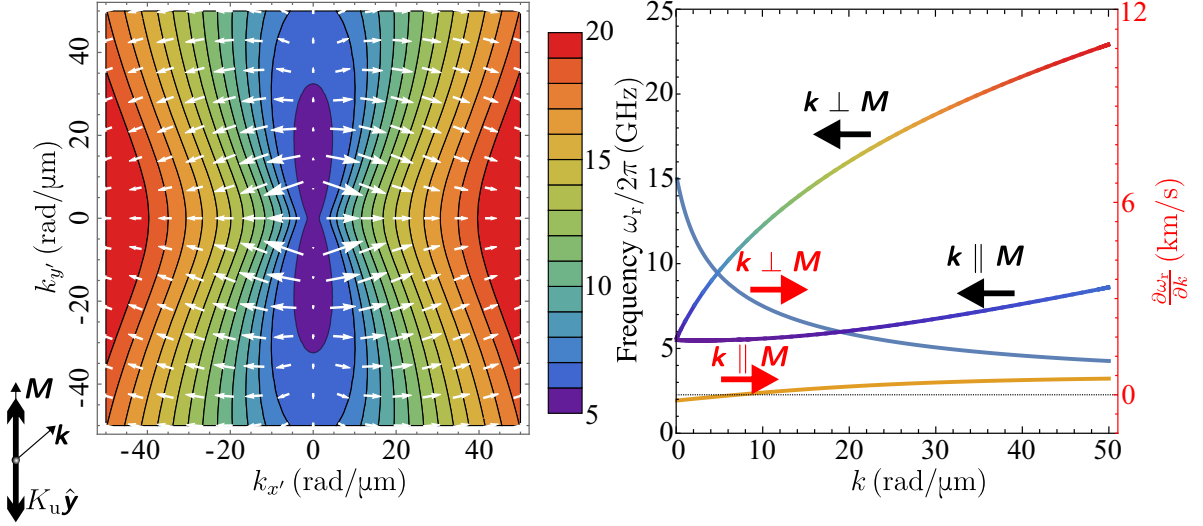 40
20
0
-20
-40
k_y′ (rad/μm)
-40 -20 0 20 40
k_x′ (rad/μm)
20
15
10
5
M
k
K_u ŷ
25
20
15
10
5
0
Frequency ω_r/2π (GHz)
k ⊥ M
k ∥ M
k ⊥ M
k ∥ M
0 10 20 30 40 50
k (rad/μm)
12
6
0
∂ω_r/∂k (km/s)